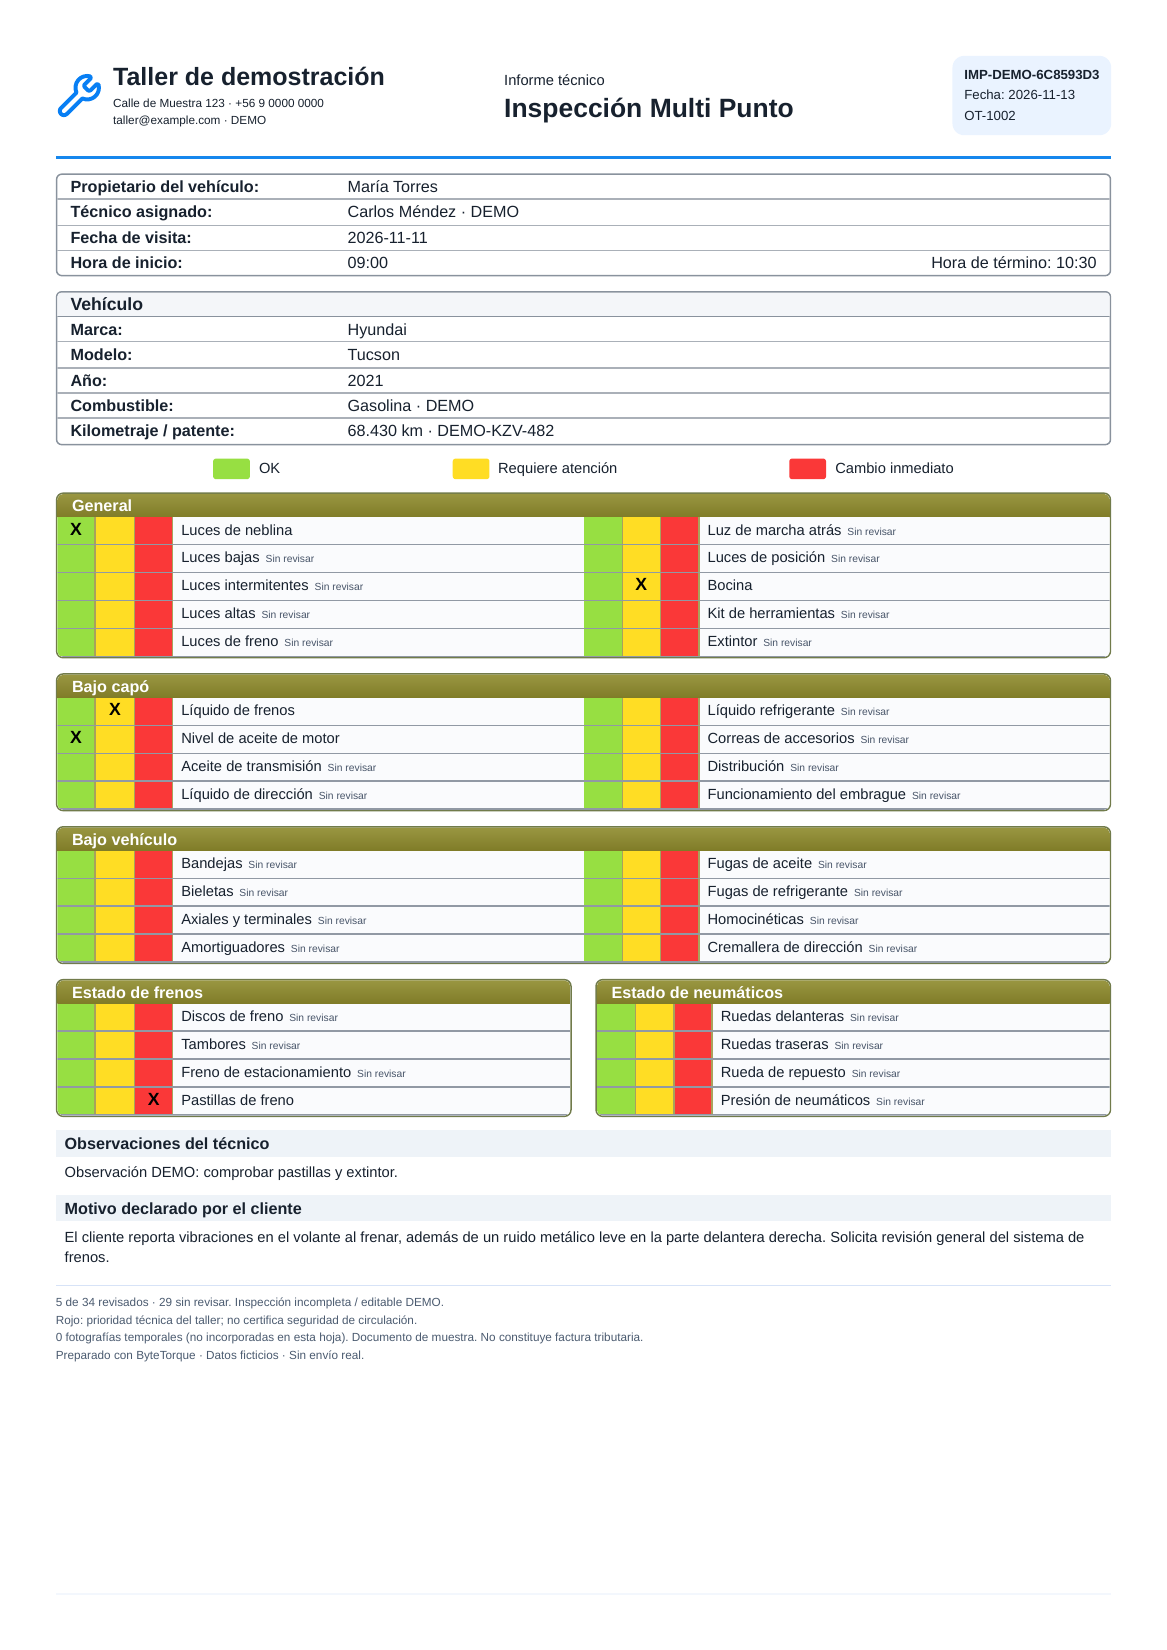 Taller de demostración
Calle de Muestra 123 · +56 9 0000 0000
taller@example.com · DEMO
Informe técnico
Inspección Multi Punto
IMP-DEMO-6C8593D3
Fecha: 2026-11-13
OT-1002
Propietario del vehículo: María Torres
Técnico asignado: Carlos Méndez · DEMO
Fecha de visita: 2026-11-11
Hora de inicio: 09:00 Hora de término: 10:30
Vehículo
Marca: Hyundai
Modelo: Tucson
Año: 2021
Combustible: Gasolina · DEMO
Kilometraje / patente: 68.430 km · DEMO-KZV-482
OK Requiere atención Cambio inmediato
General
X Luces de neblina Luz de marcha atrás Sin revisar
Luces bajas Sin revisar Luces de posición Sin revisar
Luces intermitentes Sin revisar X Bocina
Luces altas Sin revisar Kit de herramientas Sin revisar
Luces de freno Sin revisar Extintor Sin revisar
Bajo capó
X Líquido de frenos Líquido refrigerante Sin revisar
X Nivel de aceite de motor Correas de accesorios Sin revisar
Aceite de transmisión Sin revisar Distribución Sin revisar
Líquido de dirección Sin revisar Funcionamiento del embrague Sin revisar
Bajo vehículo
Bandejas Sin revisar Fugas de aceite Sin revisar
Bieletas Sin revisar Fugas de refrigerante Sin revisar
Axiales y terminales Sin revisar Homocinéticas Sin revisar
Amortiguadores Sin revisar Cremallera de dirección Sin revisar
Estado de frenos
Discos de freno Sin revisar
Tambores Sin revisar
Freno de estacionamiento Sin revisar
X Pastillas de freno
Estado de neumáticos
Ruedas delanteras Sin revisar
Ruedas traseras Sin revisar
Rueda de repuesto Sin revisar
Presión de neumáticos Sin revisar
Observaciones del técnico
Observación DEMO: comprobar pastillas y extintor.
Motivo declarado por el cliente
El cliente reporta vibraciones en el volante al frenar, además de un ruido metálico leve en la parte delantera derecha. Solicita revisión general del sistema de
frenos.
5 de 34 revisados · 29 sin revisar. Inspección incompleta / editable DEMO.
Rojo: prioridad técnica del taller; no certifica seguridad de circulación.
0 fotografías temporales (no incorporadas en esta hoja). Documento de muestra. No constituye factura tributaria.
Preparado con ByteTorque · Datos ficticios · Sin envío real.